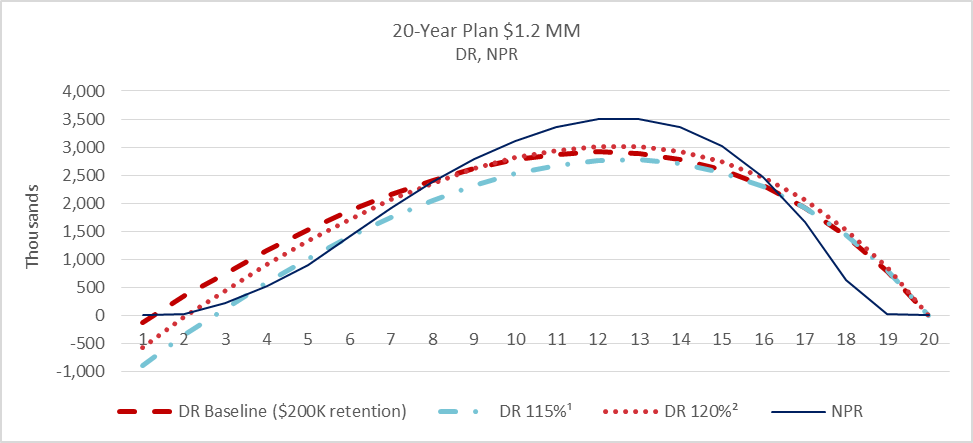 20-Year Plan $1.2 MM
DR, NPR
Thousands
4,000
3,500
3,000
2,500
2,000
1,500
1,000
500
0
-500
-1,000
1 2 3 4 5 6 7 8 9 10 11 12 13 14 15 16 17 18 19 20
DR Baseline ($200K retention) DR 115%¹ DR 120%² NPR